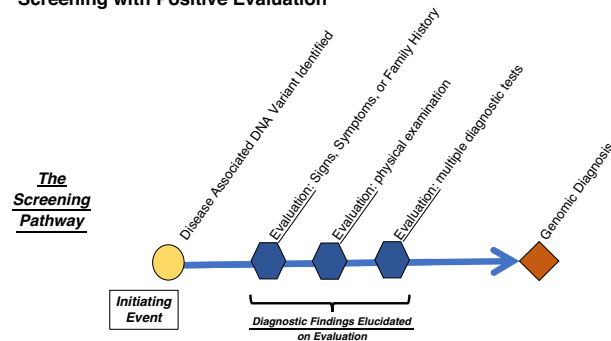 Screening with Positive Evaluation
Disease Associated DNA Variant Identified
Evaluation: Signs, Symptoms, or Family History
Evaluation: physical examination
Evaluation: multiple diagnostic tests
Genomic Diagnosis
The
Screening
Pathway
Initiating
Event
Diagnostic Findings Elucidated
on Evaluation